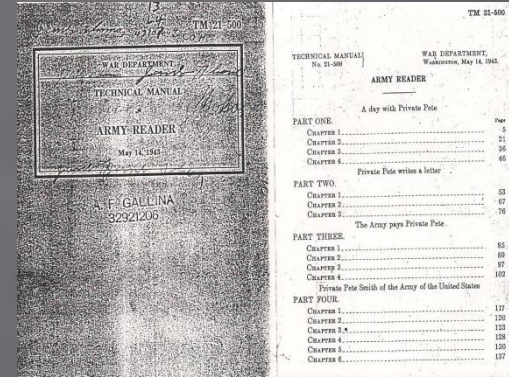 TM 21-500
WAR DEPARTMENT
TECHNICAL MANUAL
ARMY READER
May 14, 1943
A. F. GALLINA
32921206
TM 21-500
TECHNICAL MANUAL
No. 21-500
WAR DEPARTMENT,
WASHINGTON, May 14, 1943.
ARMY READER
A day with Private Pete
PART ONE. Page
CHAPTER 1 5
CHAPTER 2 21
CHAPTER 3 36
CHAPTER 4 46
Private Pete writes a letter
PART TWO.
CHAPTER 1 53
CHAPTER 2 67
CHAPTER 3 76
The Army pays Private Pete
PART THREE.
CHAPTER 1 85
CHAPTER 2 89
CHAPTER 3 97
CHAPTER 4 102
Private Pete Smith of the Army of the United States
PART FOUR.
CHAPTER 1 117
CHAPTER 2 120
CHAPTER 3 123
CHAPTER 4 128
CHAPTER 5 130
CHAPTER 6 137